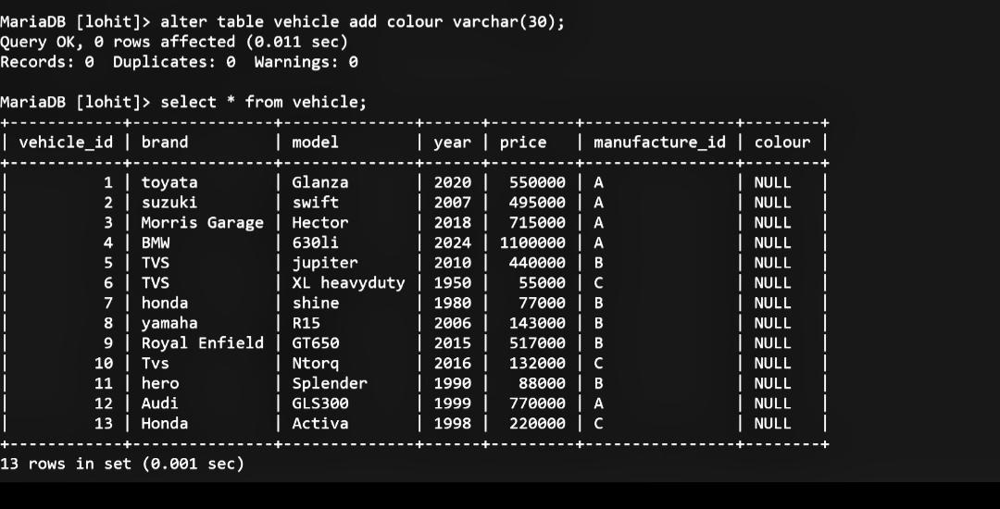 MariaDB [lohit]> alter table vehicle add colour varchar(30);
Query OK, 0 rows affected (0.011 sec)
Records: 0  Duplicates: 0  Warnings: 0

MariaDB [lohit]> select * from vehicle;
+------------+---------------+--------------+------+---------+----------------+--------+
| vehicle_id | brand         | model        | year | price   | manufacture_id | colour |
+------------+---------------+--------------+------+---------+----------------+--------+
|          1 | toyata        | Glanza       | 2020 |  550000 | A              | NULL   |
|          2 | suzuki        | swift        | 2007 |  495000 | A              | NULL   |
|          3 | Morris Garage | Hector       | 2018 |  715000 | A              | NULL   |
|          4 | BMW           | 630li        | 2024 | 1100000 | A              | NULL   |
|          5 | TVS           | jupiter      | 2010 |  440000 | B              | NULL   |
|          6 | TVS           | XL heavyduty | 1950 |   55000 | C              | NULL   |
|          7 | honda         | shine        | 1980 |   77000 | B              | NULL   |
|          8 | yamaha        | R15          | 2006 |  143000 | B              | NULL   |
|          9 | Royal Enfield | GT650        | 2015 |  517000 | B              | NULL   |
|         10 | Tvs           | Ntorq        | 2016 |  132000 | C              | NULL   |
|         11 | hero          | Splender     | 1990 |   88000 | B              | NULL   |
|         12 | Audi          | GLS300       | 1999 |  770000 | A              | NULL   |
|         13 | Honda         | Activa       | 1998 |  220000 | C              | NULL   |
+------------+---------------+--------------+------+---------+----------------+--------+
13 rows in set (0.001 sec)